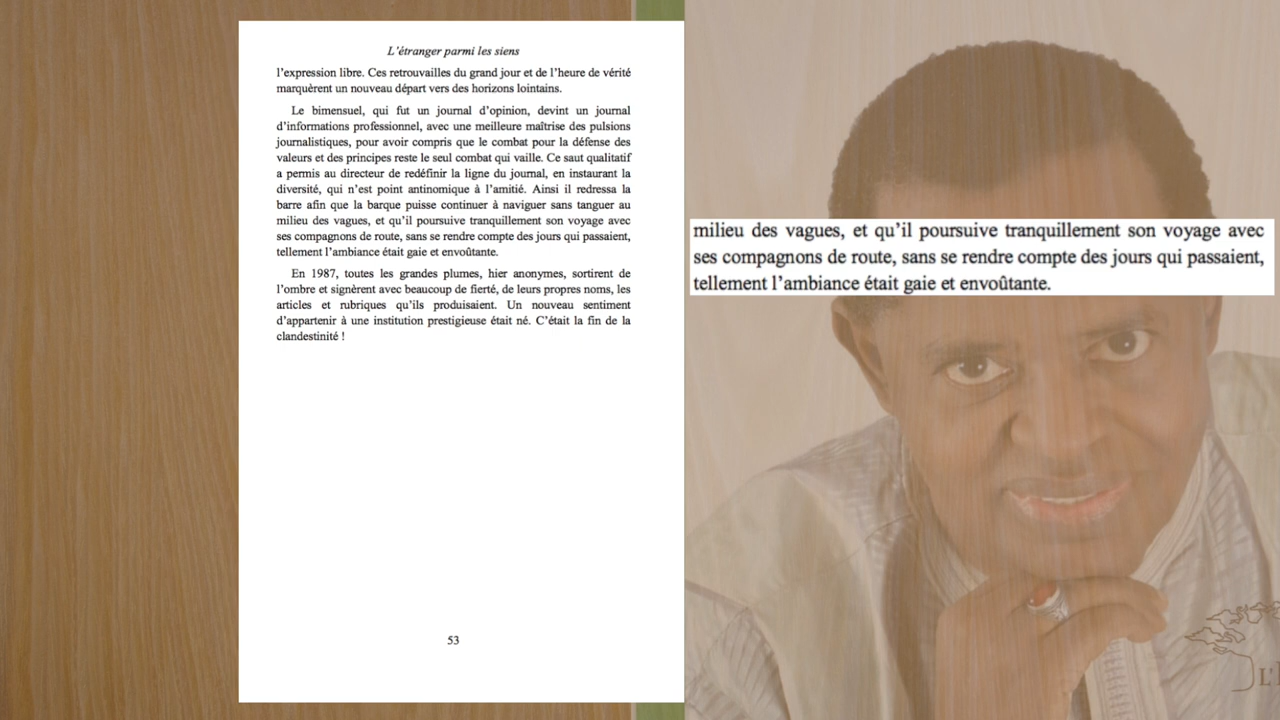 L'étranger parmi les siens
l'expression libre. Ces retrouvailles du grand jour et de l'heure de vérité
marquèrent un nouveau départ vers des horizons lointains.
Le bimensuel, qui fut un journal d'opinion, devint un journal
d'informations professionnel, avec une meilleure maîtrise des pulsions
journalistiques, pour avoir compris que le combat pour la défense des
valeurs et des principes reste le seul combat qui vaille. Ce saut qualitatif
a permis au directeur de redéfinir la ligne du journal, en instaurant la
diversité, qui n'est point antinomique à l'amitié. Ainsi il redressa la
barre afin que la barque puisse continuer à naviguer sans tanguer au
milieu des vagues, et qu'il poursuive tranquillement son voyage avec
ses compagnons de route, sans se rendre compte des jours qui passaient,
tellement l'ambiance était gaie et envoûtante.
En 1987, toutes les grandes plumes, hier anonymes, sortirent de
l'ombre et signèrent avec beaucoup de fierté, de leurs propres noms, les
articles et rubriques qu'ils produisaient. Un nouveau sentiment
d'appartenir à une institution prestigieuse était né. C'était la fin de la
clandestinité !
53
milieu des vagues, et qu'il poursuive tranquillement son voyage avec
ses compagnons de route, sans se rendre compte des jours qui passaient,
tellement l'ambiance était gaie et envoûtante.